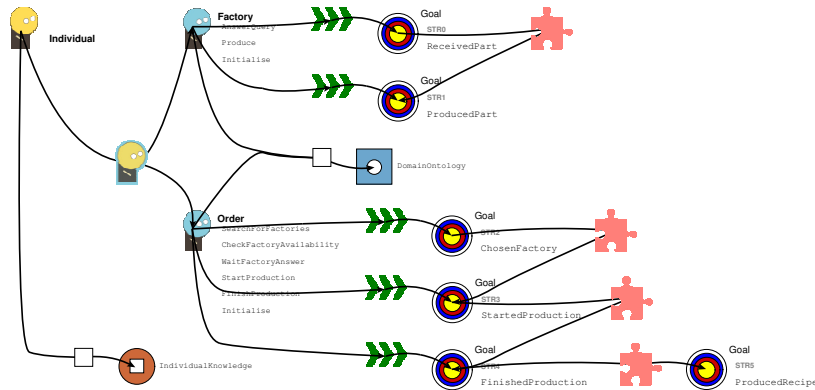 Individual
Factory
AnswerQuery
Produce
Initialise
Goal
STR0
ReceivedPart
Goal
STR1
ProducedPart
DomainOntology
Order
SearchForFactories
CheckFactoryAvailability
WaitFactoryAnswer
StartProduction
FinishProduction
Initialise
Goal
STR2
ChosenFactory
Goal
STR3
StartedProduction
Goal
STR4
FinishedProduction
Goal
STR5
ProducedRecipe
IndividualKnowledge